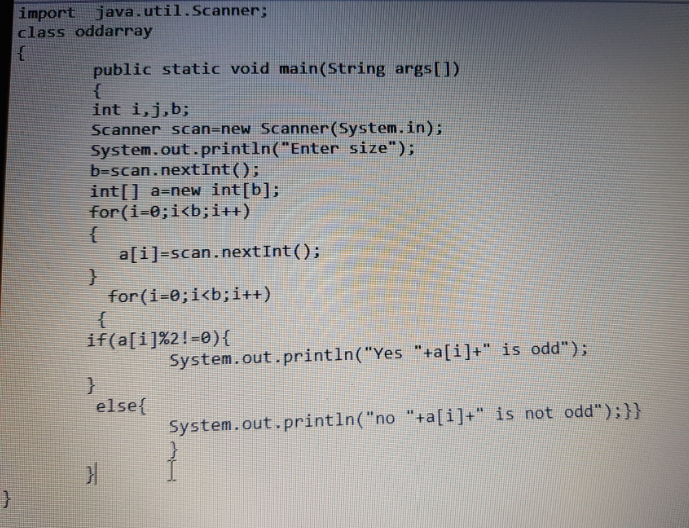 import java.util.Scanner;
class oddarray
{
public static void main(String args[])
{
int i,j,b;
Scanner scan=new Scanner(System.in);
System.out.println("Enter size");
b=scan.nextInt();
int[] a=new int[b];
for(i=0;i<b;i++)
{
a[i]=scan.nextInt();
}
for(i=0;i<b;i++)
{
if(a[i]%2!=0){
System.out.println("Yes "+a[i]+" is odd");
}
else{
System.out.println("no "+a[i]+" is not odd");}}
}
}
}